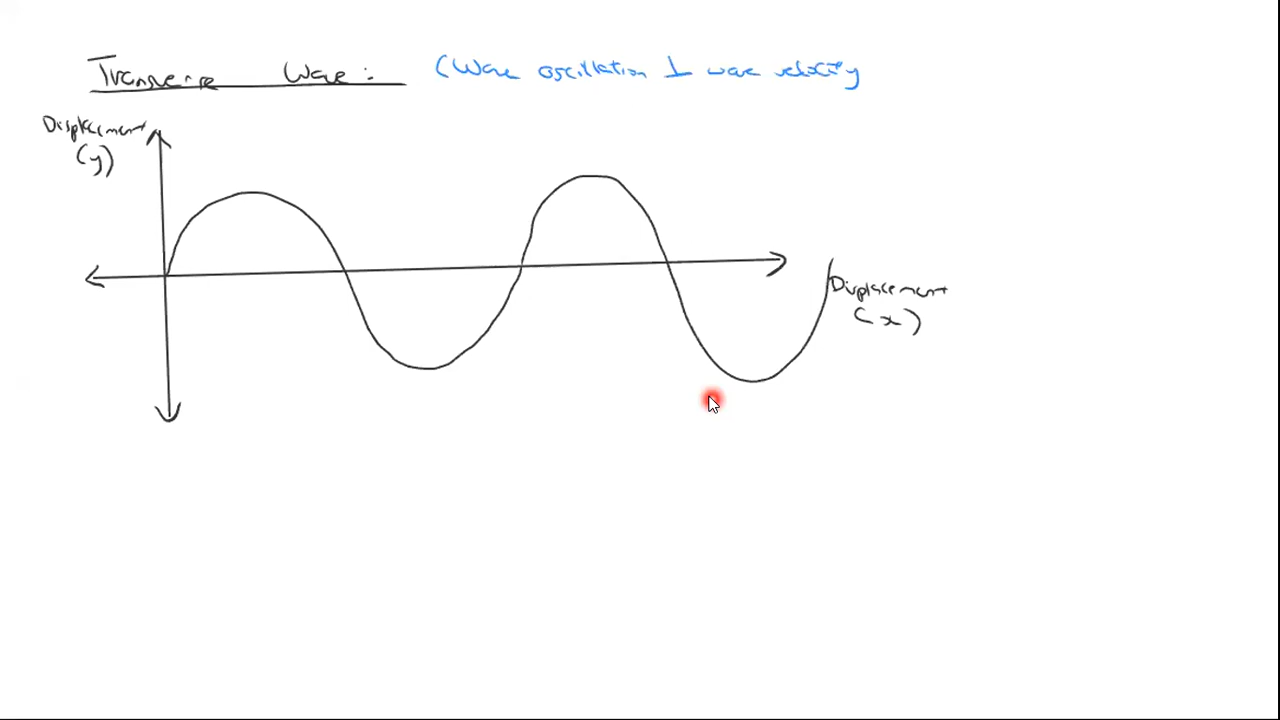 Transverse Wave : (Wave oscillation ⊥ wave velocity
Displacement
(y)
Displacement
(x)